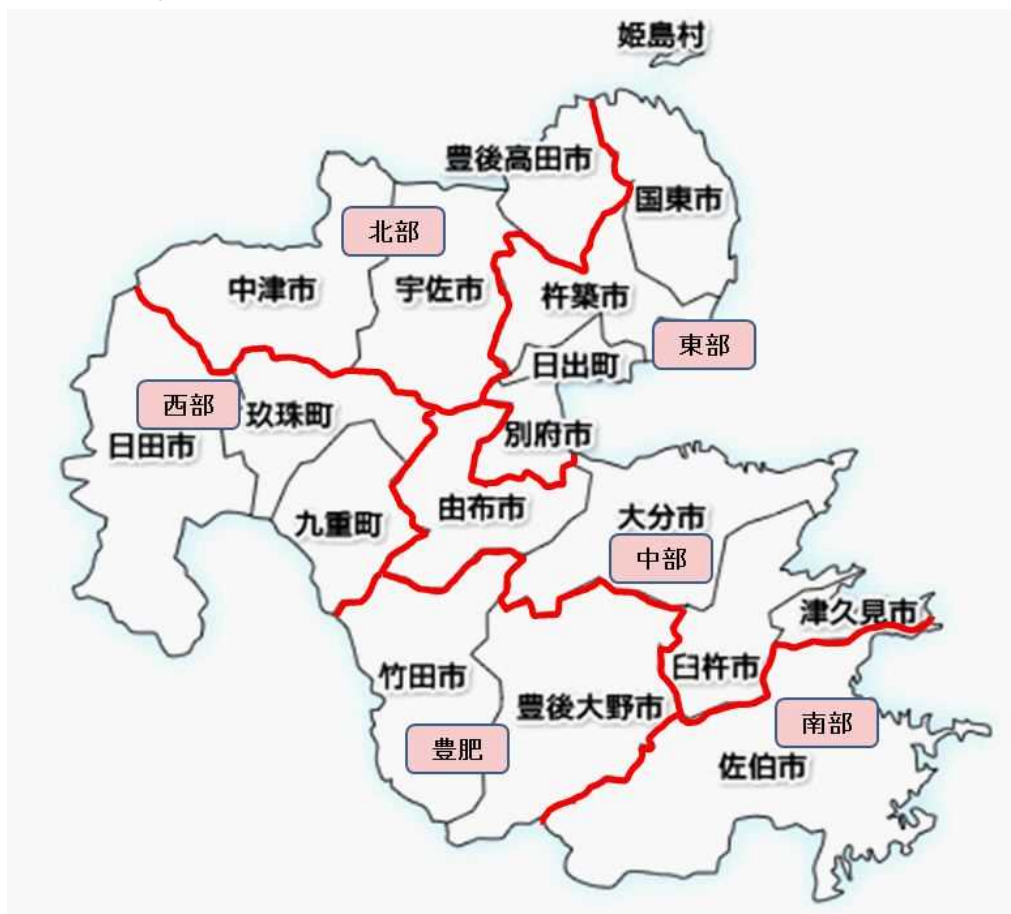 姫島村
豊後高田市
国東市
北部
中津市
宇佐市
杵築市
東部
日出町
西部
玖珠町
日田市
別府市
由布市
大分市
九重町
中部
津久見市
臼杵市
竹田市
豊後大野市
南部
豊肥
佐伯市